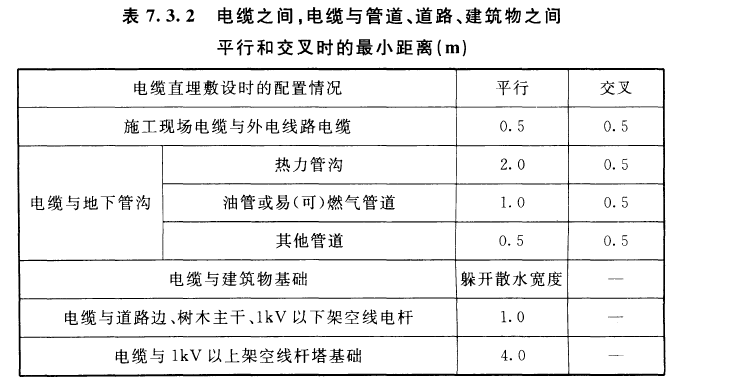 表 7.3.2 电缆之间,电缆与管道、道路、建筑物之间
平行和交叉时的最小距离(m)
电缆直埋敷设时的配置情况 平行 交叉
施工现场电缆与外电线路电缆 0.5 0.5
电缆与地下管沟 热力管沟 2.0 0.5
油管或易(可)燃气管道 1.0 0.5
其他管道 0.5 0.5
电缆与建筑物基础 躲开散水宽度 —
电缆与道路边、树木主干、1kV 以下架空线电杆 1.0 —
电缆与 1kV 以上架空线杆塔基础 4.0 —